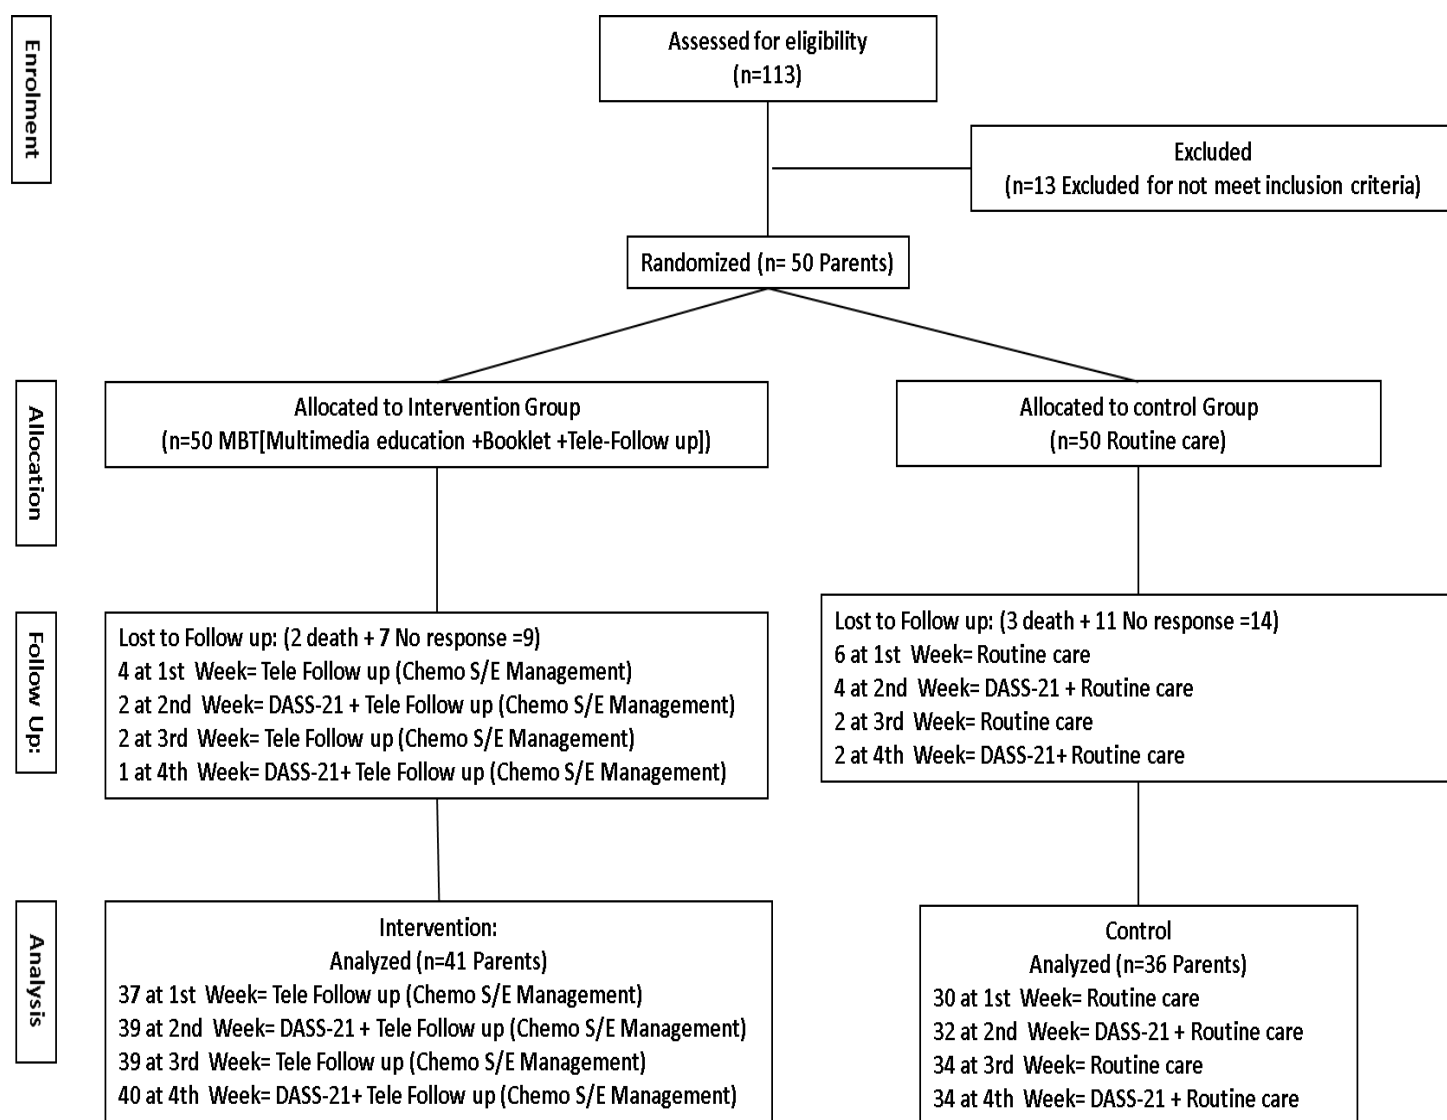 Enrolment
Assessed for eligibility
(n=113)
Excluded
(n=13 Excluded for not meet inclusion criteria)
Randomized (n= 50 Parents)
Allocation
Allocated to Intervention Group
(n=50 MBT[Multimedia education +Booklet +Tele-Follow up])
Allocated to control Group
(n=50 Routine care)
Follow Up:
Lost to Follow up: (2 death + 7 No response =9)
4 at 1st Week= Tele Follow up (Chemo S/E Management)
2 at 2nd Week= DASS-21 + Tele Follow up (Chemo S/E Management)
2 at 3rd Week= Tele Follow up (Chemo S/E Management)
1 at 4th Week= DASS-21+ Tele Follow up (Chemo S/E Management)
Lost to Follow up: (3 death + 11 No response =14)
6 at 1st Week= Routine care
4 at 2nd Week= DASS-21 + Routine care
2 at 3rd Week= Routine care
2 at 4th Week= DASS-21+ Routine care
Analysis
Intervention:
Analyzed (n=41 Parents)
37 at 1st Week= Tele Follow up (Chemo S/E Management)
39 at 2nd Week= DASS-21 + Tele Follow up (Chemo S/E Management)
39 at 3rd Week= Tele Follow up (Chemo S/E Management)
40 at 4th Week= DASS-21+ Tele Follow up (Chemo S/E Management)
Control
Analyzed (n=36 Parents)
30 at 1st Week= Routine care
32 at 2nd Week= DASS-21 + Routine care
34 at 3rd Week= Routine care
34 at 4th Week= DASS-21 + Routine care